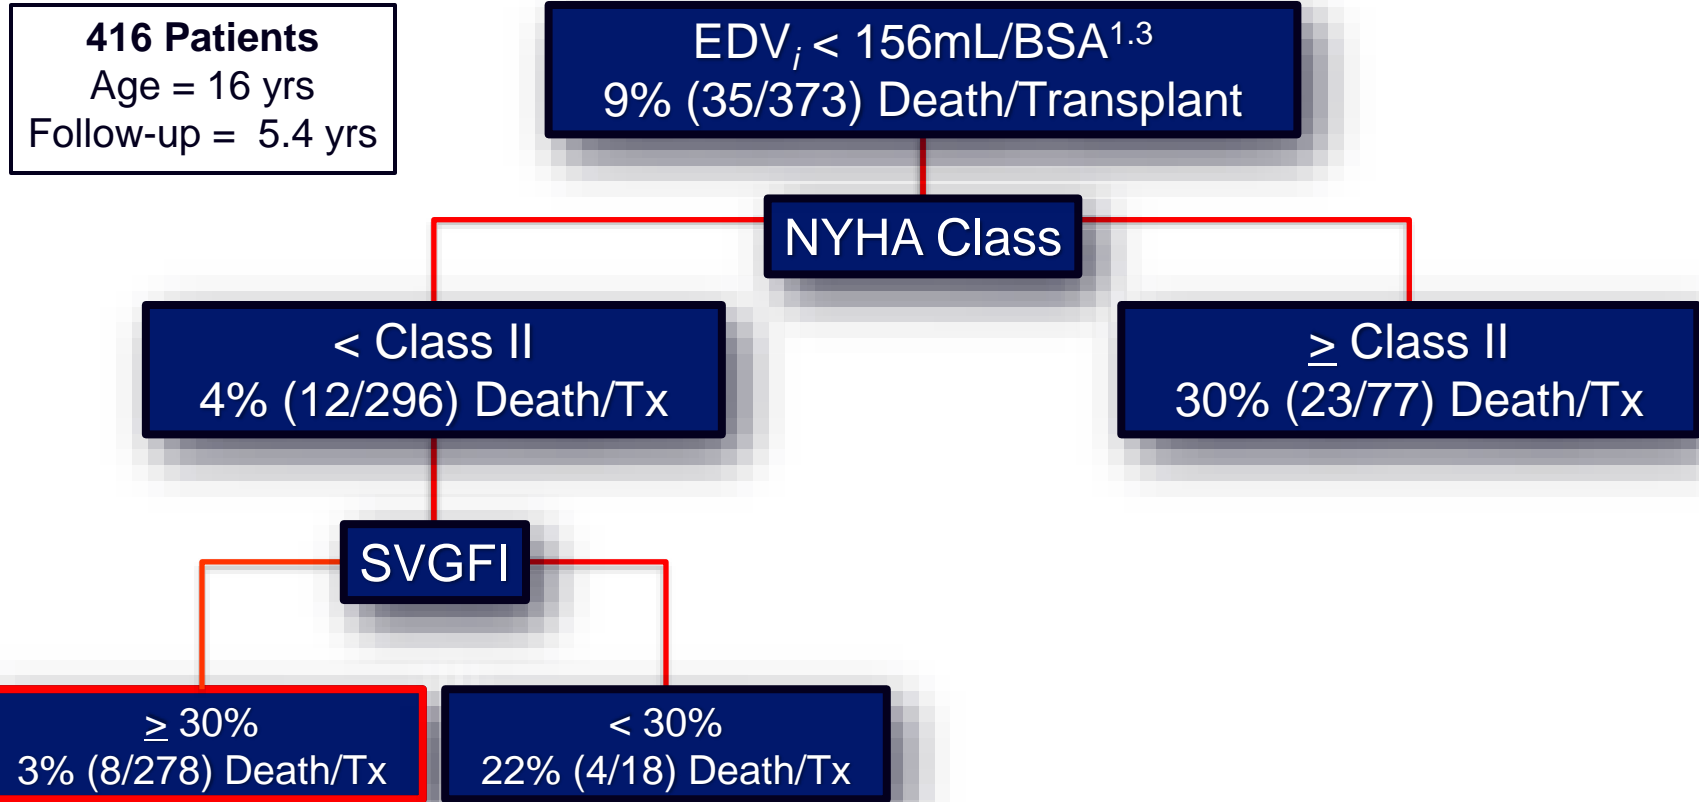 416 Patients
Age = 16 yrs
Follow-up = 5.4 yrs
EDVi < 156mL/BSA1.3
9% (35/373) Death/Transplant
NYHA Class
< Class II
4% (12/296) Death/Tx
≥ Class II
30% (23/77) Death/Tx
SVGFI
≥ 30%
3% (8/278) Death/Tx
< 30%
22% (4/18) Death/Tx